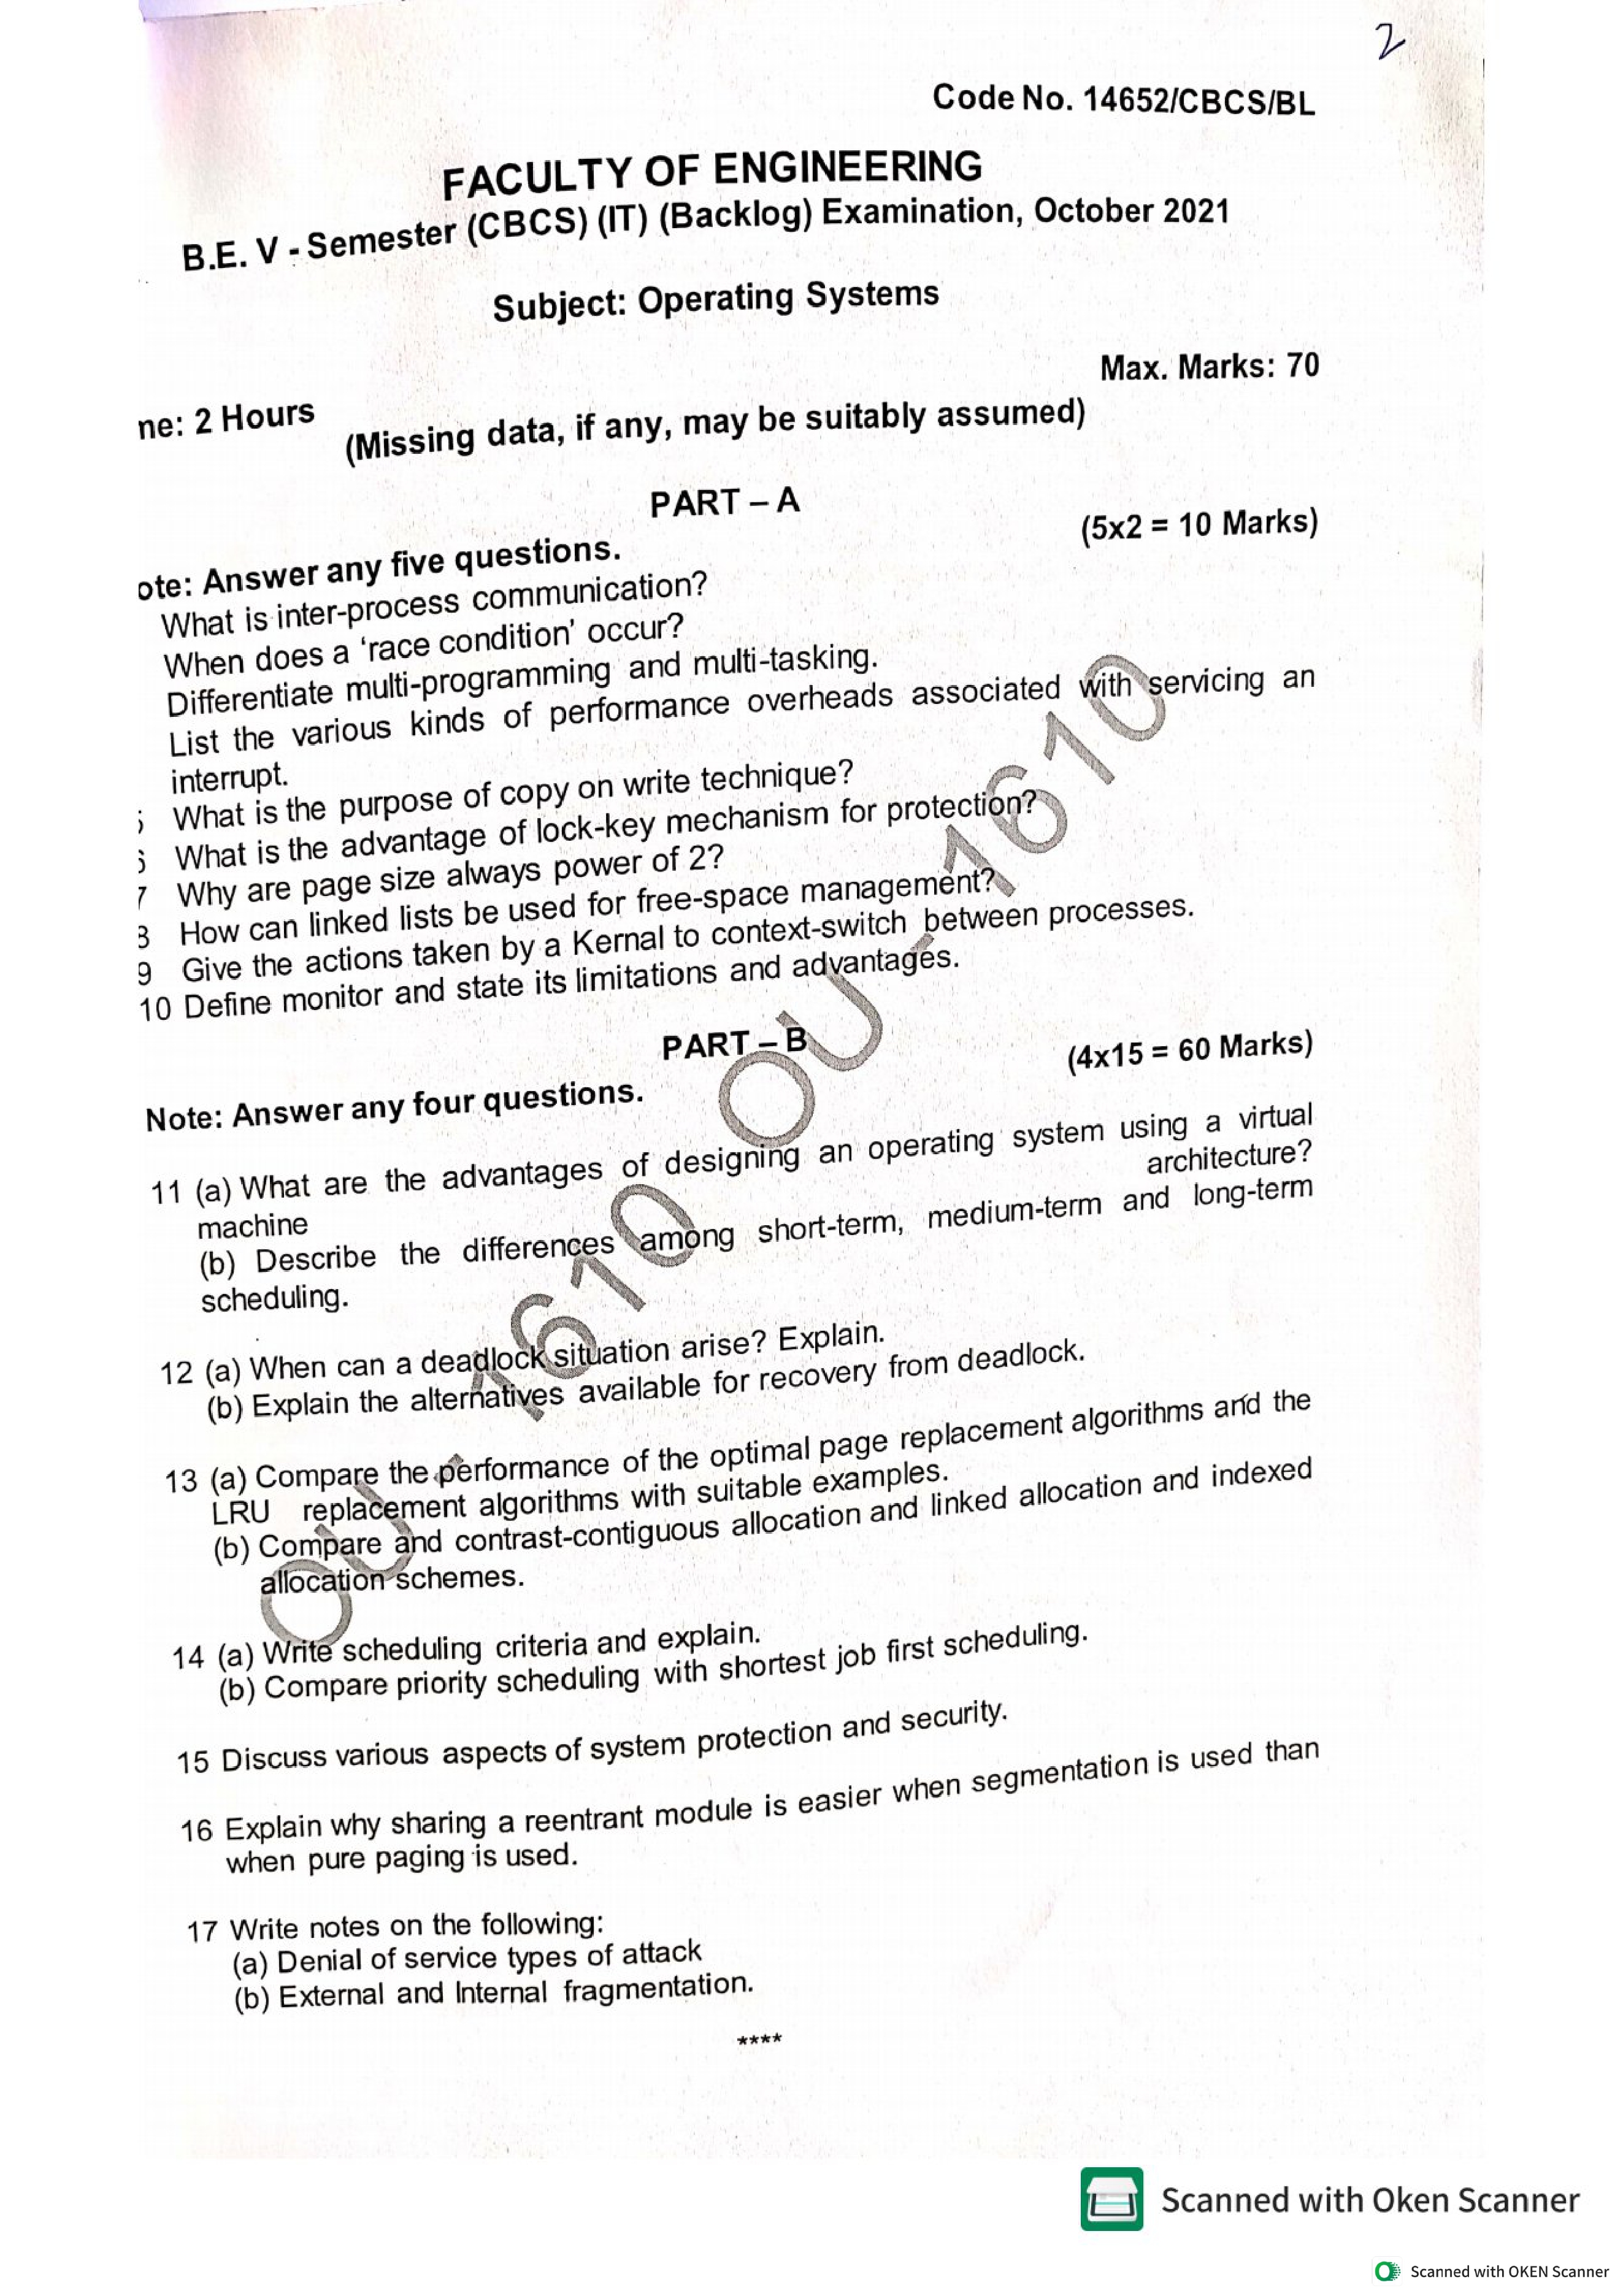 2
Code No. 14652/CBCS/BL
FACULTY OF ENGINEERING
B.E. V - Semester (CBCS) (IT) (Backlog) Examination, October 2021
Subject: Operating Systems
Max. Marks: 70
ne: 2 Hours
(Missing data, if any, may be suitably assumed)
PART – A
(5x2 = 10 Marks)
ote: Answer any five questions.
What is inter-process communication?
When does a ‘race condition’ occur?
Differentiate multi-programming and multi-tasking.
List the various kinds of performance overheads associated with servicing an
interrupt.
What is the purpose of copy on write technique?
What is the advantage of lock-key mechanism for protection?
7 Why are page size always power of 2?
8 How can linked lists be used for free-space management?
9 Give the actions taken by a Kernal to context-switch between processes.
10 Define monitor and state its limitations and advantages.
PART – B
(4x15 = 60 Marks)
Note: Answer any four questions.
11 (a) What are the advantages of designing an operating system using a virtual
machine architecture?
(b) Describe the differences among short-term, medium-term and long-term
scheduling.
12 (a) When can a deadlock situation arise? Explain.
(b) Explain the alternatives available for recovery from deadlock.
13 (a) Compare the performance of the optimal page replacement algorithms and the
LRU replacement algorithms with suitable examples.
(b) Compare and contrast-contiguous allocation and linked allocation and indexed
allocation schemes.
14 (a) Write scheduling criteria and explain.
(b) Compare priority scheduling with shortest job first scheduling.
15 Discuss various aspects of system protection and security.
16 Explain why sharing a reentrant module is easier when segmentation is used than
when pure paging is used.
17 Write notes on the following:
(a) Denial of service types of attack
(b) External and Internal fragmentation.
****
OU - 1610 OU - 1610
Scanned with Oken Scanner
Scanned with OKEN Scanner